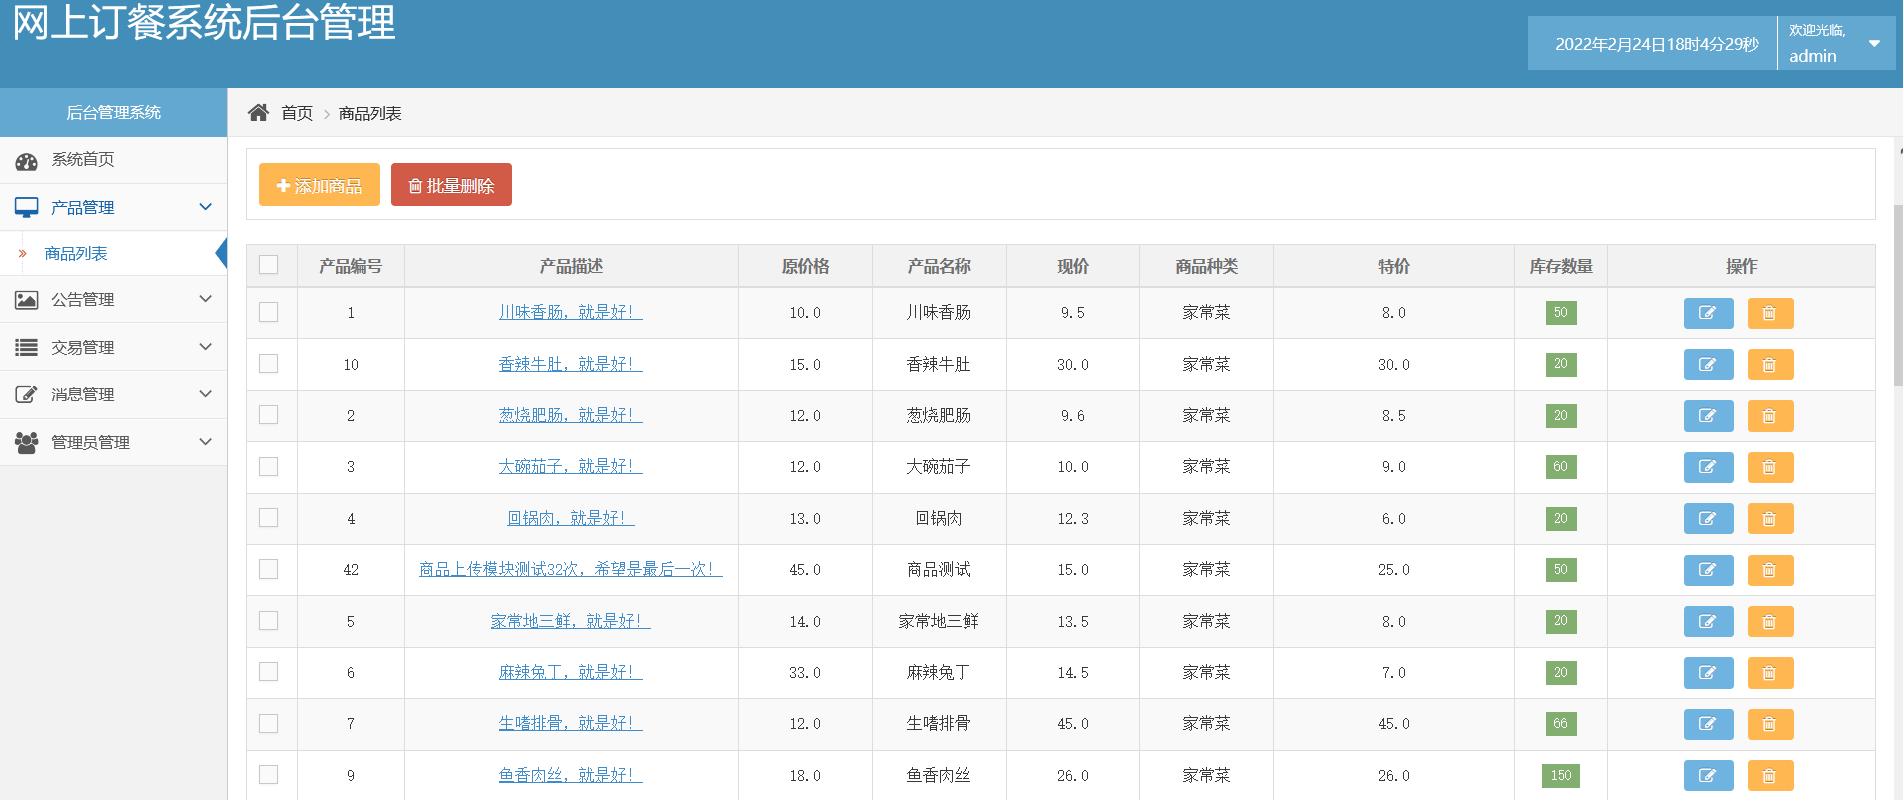 网上订餐系统后台管理
2022年2月24日18时4分29秒
欢迎光临,
admin
后台管理系统
首页 商品列表
系统首页
产品管理
商品列表
公告管理
交易管理
消息管理
管理员管理
添加商品 批量删除
产品编号 产品描述 原价格 产品名称 现价 商品种类 特价 库存数量 操作
1 川味香肠，就是好！ 10.0 川味香肠 9.5 家常菜 8.0 50
10 香辣牛肚，就是好！ 15.0 香辣牛肚 30.0 家常菜 30.0 20
2 葱烧肥肠，就是好！ 12.0 葱烧肥肠 9.6 家常菜 8.5 20
3 大碗茄子，就是好！ 12.0 大碗茄子 10.0 家常菜 9.0 60
4 回锅肉，就是好！ 13.0 回锅肉 12.3 家常菜 6.0 20
42 商品上传模块测试32次，希望是最后一次！ 45.0 商品测试 15.0 家常菜 25.0 50
5 家常地三鲜，就是好！ 14.0 家常地三鲜 13.5 家常菜 8.0 20
6 麻辣兔丁，就是好！ 33.0 麻辣兔丁 14.5 家常菜 7.0 20
7 生嗜排骨，就是好！ 12.0 生嗜排骨 45.0 家常菜 45.0 66
9 鱼香肉丝，就是好！ 18.0 鱼香肉丝 26.0 家常菜 26.0 150